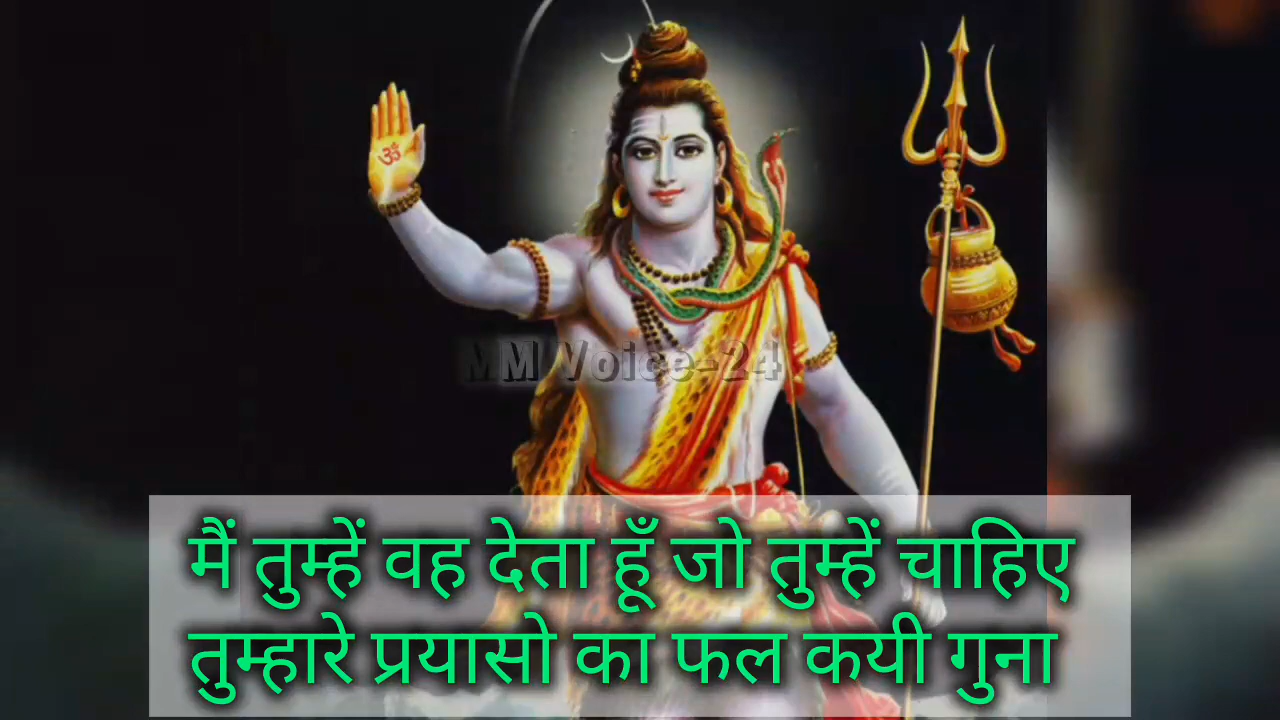 ॐ
MM Voice-24
मैं तुम्हें वह देता हूँ जो तुम्हें चाहिए
तुम्हारे प्रयासो का फल कयी गुना